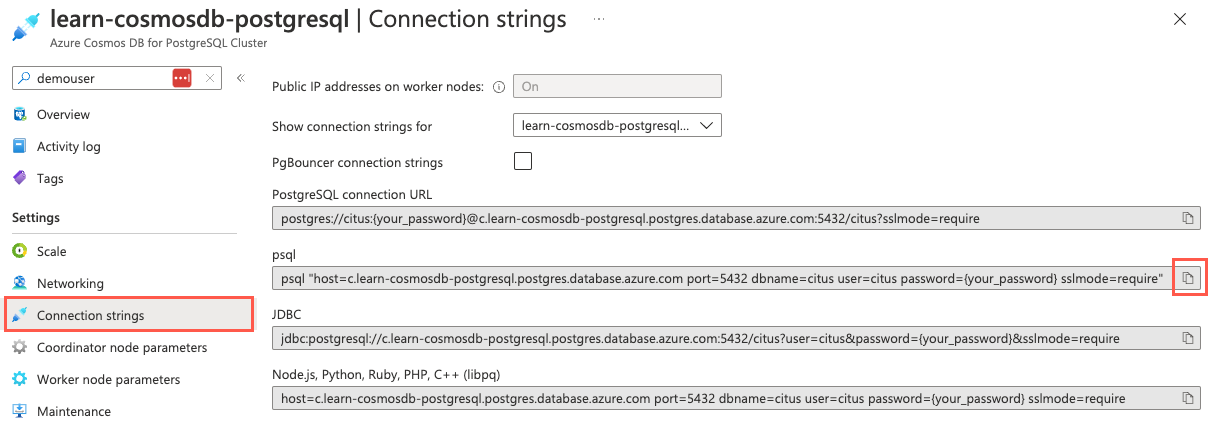 learn-cosmosdb-postgresql | Connection strings ...
Azure Cosmos DB for PostgreSQL Cluster
demouser
Overview
Activity log
Tags
Settings
Scale
Networking
Connection strings
Coordinator node parameters
Worker node parameters
Maintenance
Public IP addresses on worker nodes: On
Show connection strings for learn-cosmosdb-postgresql...
PgBouncer connection strings
PostgreSQL connection URL
postgres://citus:{your_password}@c.learn-cosmosdb-postgresql.postgres.database.azure.com:5432/citus?sslmode=require
psql
psql "host=c.learn-cosmosdb-postgresql.postgres.database.azure.com port=5432 dbname=citus user=citus password={your_password} sslmode=require"
JDBC
jdbc:postgresql://c.learn-cosmosdb-postgresql.postgres.database.azure.com:5432/citus?user=citus&password={your_password}&sslmode=require
Node.js, Python, Ruby, PHP, C++ (libpq)
host=c.learn-cosmosdb-postgresql.postgres.database.azure.com port=5432 dbname=citus user=citus password={your_password} sslmode=require